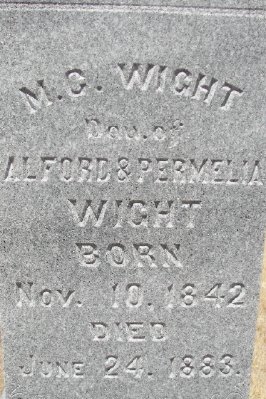 M.C. WIGHT
Dau. of
ALFORD & PERMELIA
WIGHT
BORN
Nov. 10, 1842
DIED
JUNE 24, 1883.